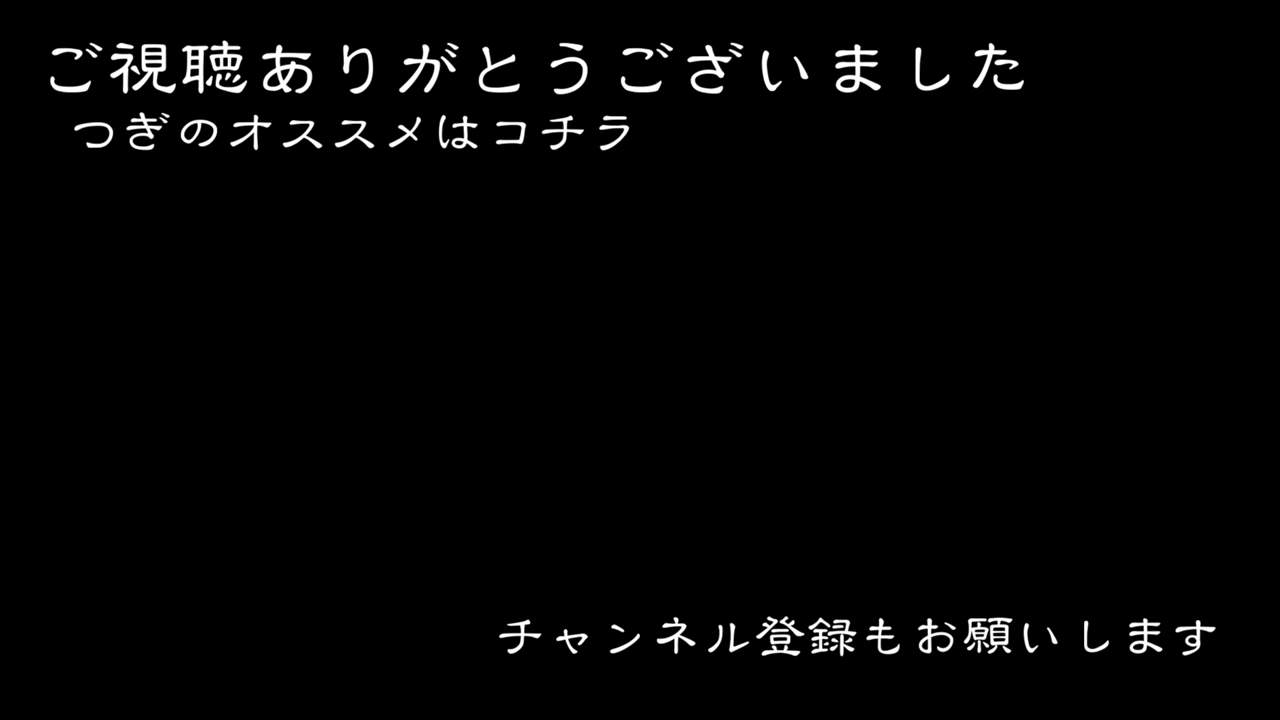 ご視聴ありがとうございました
つぎのオススメはコチラ
チャンネル登録もお願いします